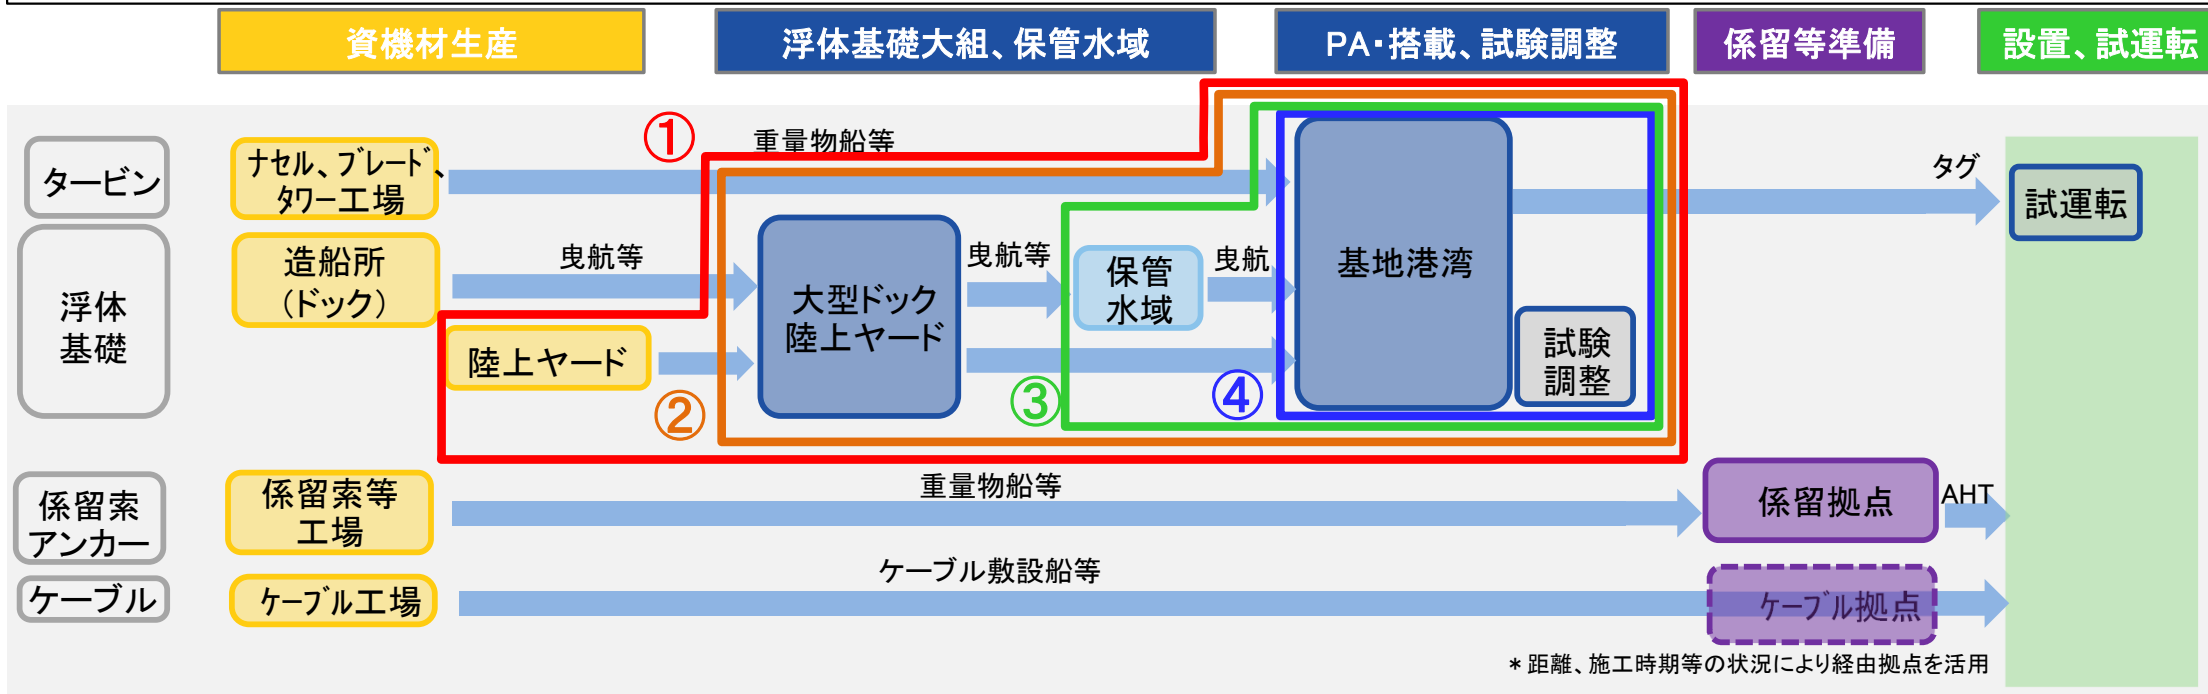 資機材生産
浮体基礎大組、保管水域
PA・搭載、試験調整
係留等準備
設置、試運転
①
重量物船等
タービン
ナセル、ブレード、
タワー工場
タグ
試運転
浮体
基礎
造船所
(ドック)
曳航等
大型ドック
陸上ヤード
曳航等
保管
水域
曳航
基地港湾
陸上ヤード
試験
調整
②
③
④
係留索
アンカー
係留索等
工場
重量物船等
係留拠点
AHT
ケーブル
ケーブル工場
ケーブル敷設船等
ケーブル拠点
*距離、施工時期等の状況により経由拠点を活用